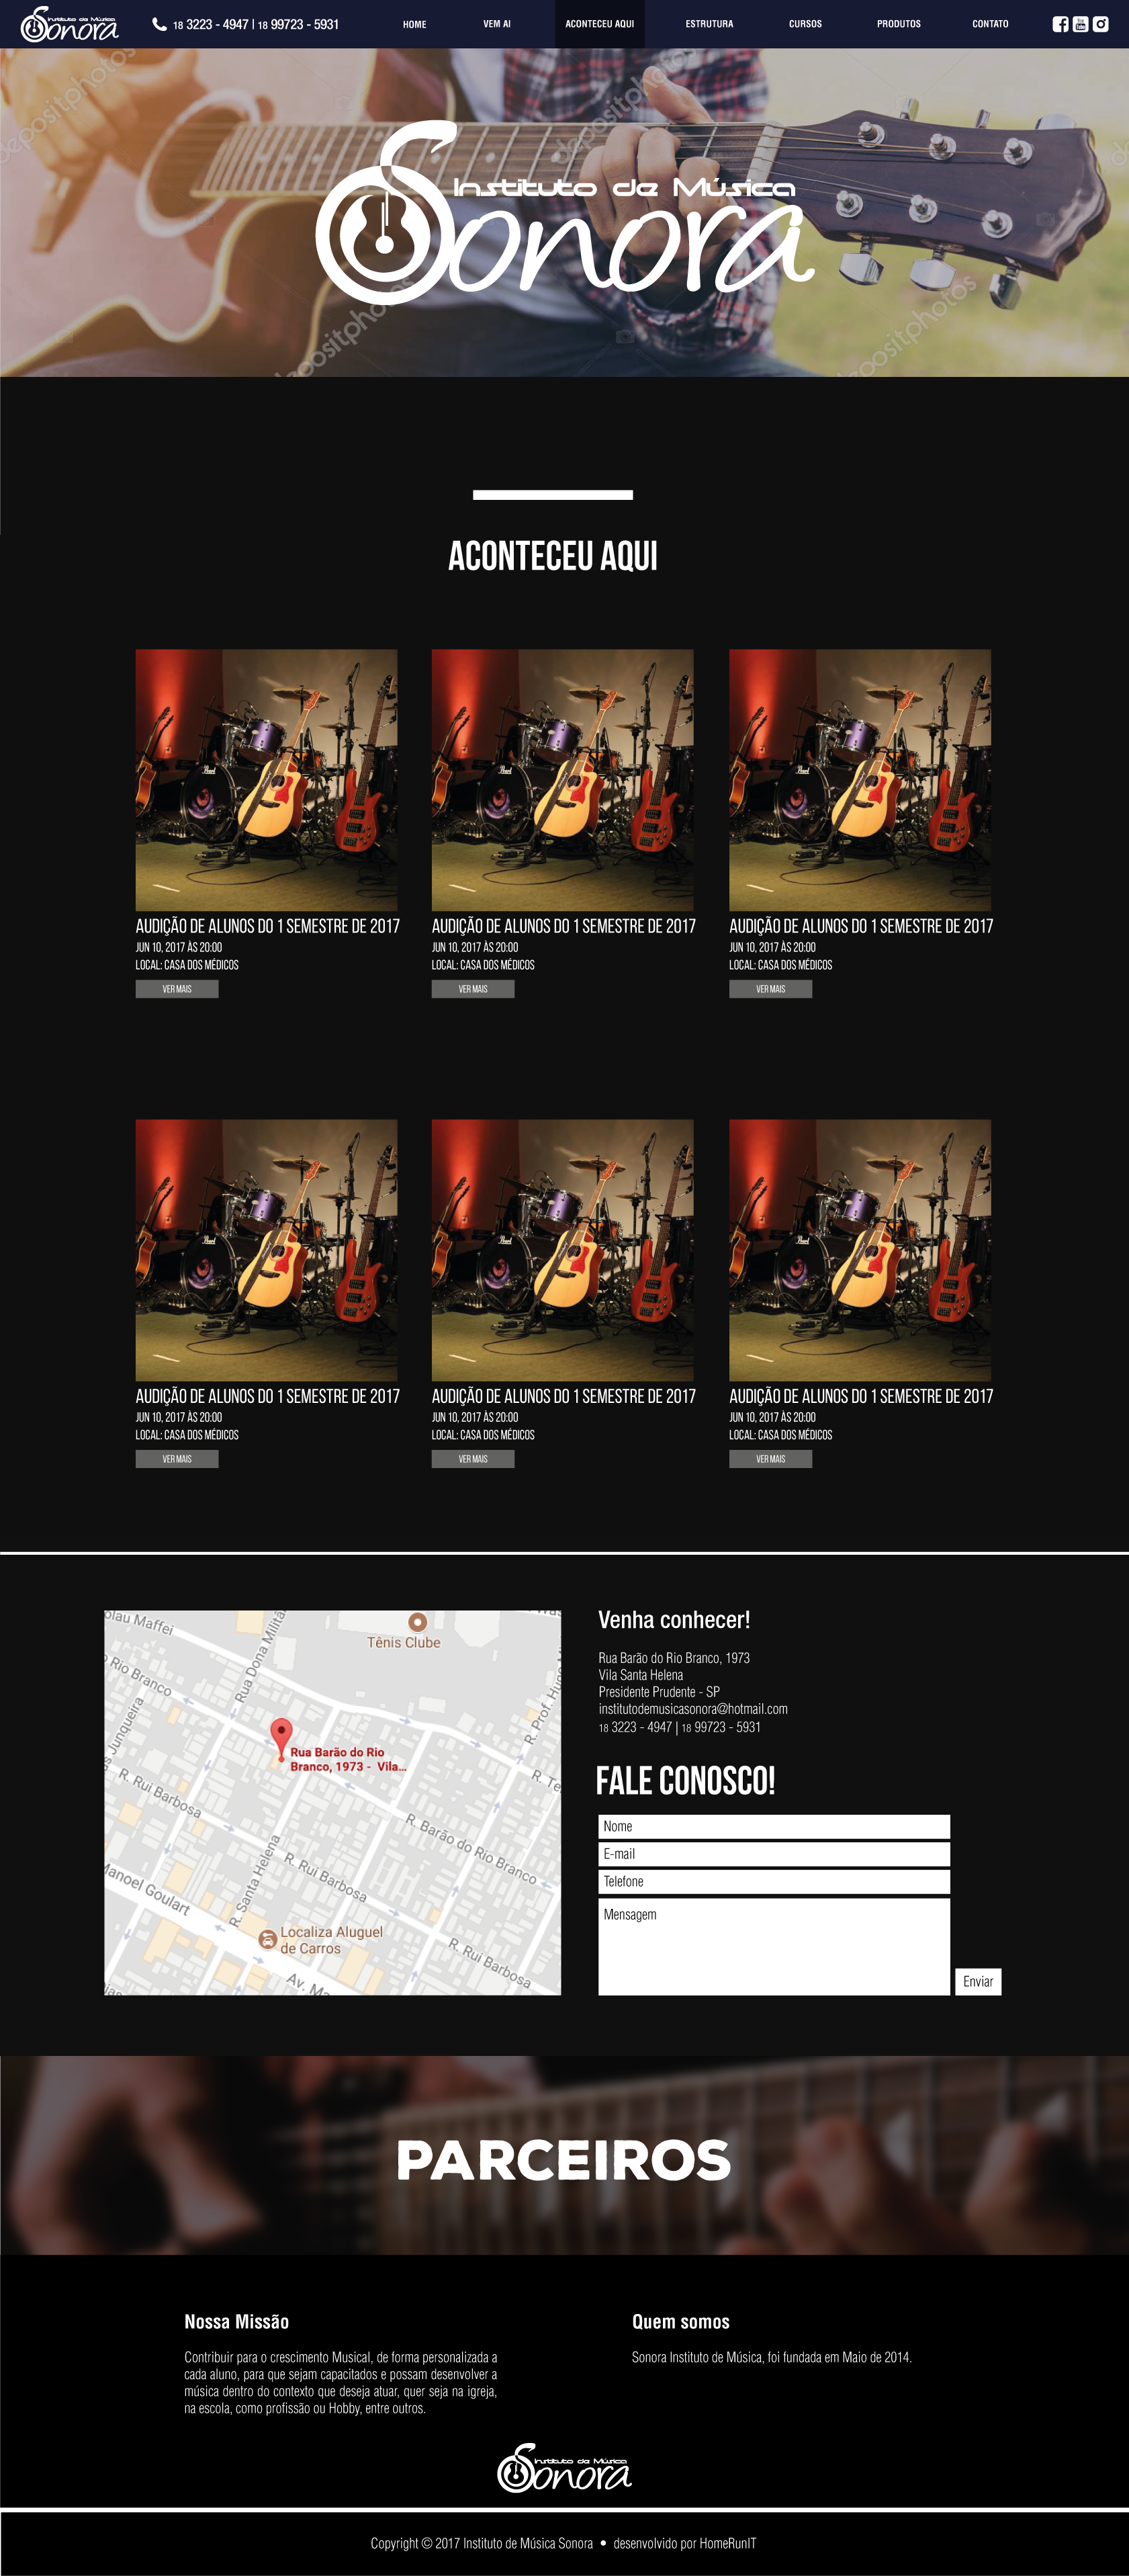 Instituto de Música
Sonora
18 3223 - 4947 | 18 99723 - 5931
HOME
VEM AI
ACONTECEU AQUI
ESTRUTURA
CURSOS
PRODUTOS
CONTATO
depositphotos
depositphotos
depositphotos
Instituto de Música
Sonora
depositphotos
depositphotos
ACONTECEU AQUI
AUDIÇÃO DE ALUNOS DO 1 SEMESTRE DE 2017
JUN 10, 2017 ÀS 20:00
LOCAL: CASA DOS MÉDICOS
VER MAIS
AUDIÇÃO DE ALUNOS DO 1 SEMESTRE DE 2017
JUN 10, 2017 ÀS 20:00
LOCAL: CASA DOS MÉDICOS
VER MAIS
AUDIÇÃO DE ALUNOS DO 1 SEMESTRE DE 2017
JUN 10, 2017 ÀS 20:00
LOCAL: CASA DOS MÉDICOS
VER MAIS
AUDIÇÃO DE ALUNOS DO 1 SEMESTRE DE 2017
JUN 10, 2017 ÀS 20:00
LOCAL: CASA DOS MÉDICOS
VER MAIS
AUDIÇÃO DE ALUNOS DO 1 SEMESTRE DE 2017
JUN 10, 2017 ÀS 20:00
LOCAL: CASA DOS MÉDICOS
VER MAIS
AUDIÇÃO DE ALUNOS DO 1 SEMESTRE DE 2017
JUN 10, 2017 ÀS 20:00
LOCAL: CASA DOS MÉDICOS
VER MAIS
olau Maffei
Rio Branco
Rua Dona Militã
Tênis Clube
R. Prof. Hugo
s Junqueira
Rua Barão do Rio
Branco, 1973 - Vila...
R. Te
R. Rui Barbosa
R. Barão do Rio Branco
R. Santa Helena
R. Rui Barbosa
Manoel Goulart
Localiza Aluguel
de Carros
R. Rui Barbosa
Av. Ma
Venha conhecer!
Rua Barão do Rio Branco, 1973
Vila Santa Helena
Presidente Prudente - SP
institutodemusicasonora@hotmail.com
18 3223 - 4947 | 18 99723 - 5931
FALE CONOSCO!
Nome
E-mail
Telefone
Mensagem
Enviar
PARCEIROS
Nossa Missão
Contribuir para o crescimento Musical, de forma personalizada a
cada aluno, para que sejam capacitados e possam desenvolver a
música dentro do contexto que deseja atuar, quer seja na igreja,
na escola, como profissão ou Hobby, entre outros.
Quem somos
Sonora Instituto de Música, foi fundada em Maio de 2014.
Instituto de Música
Sonora
Copyright © 2017 Instituto de Música Sonora • desenvolvido por HomeRunIT